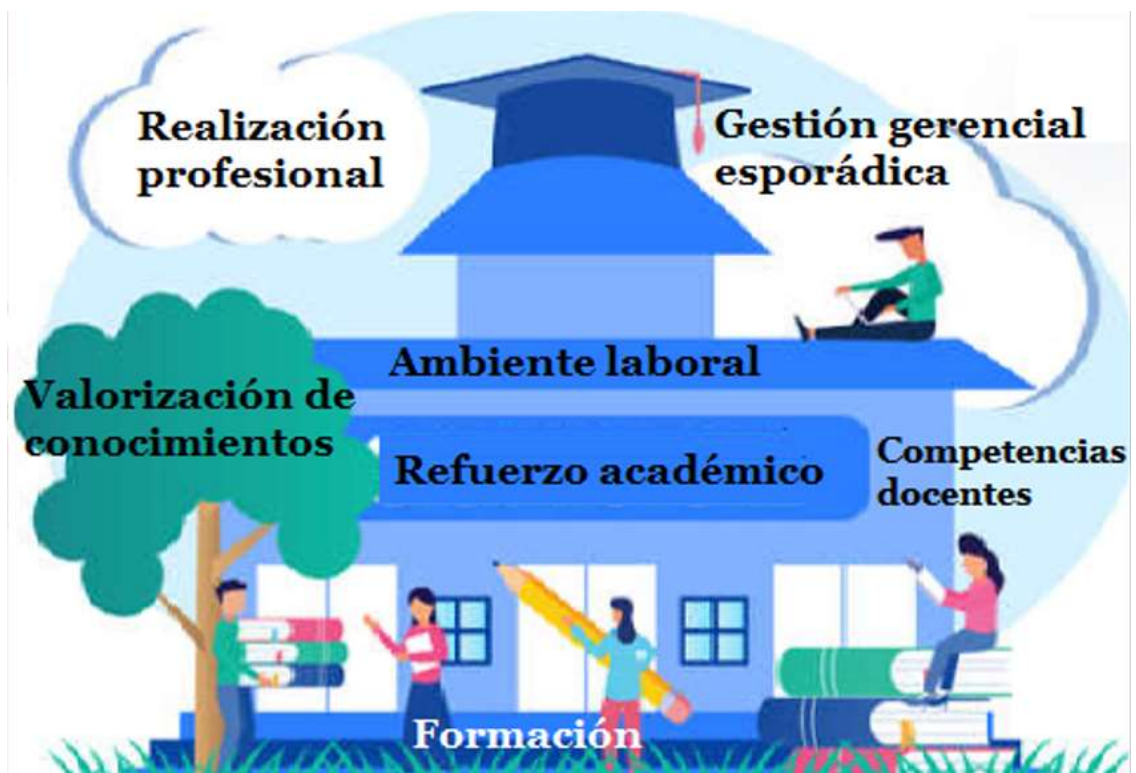 Realización
profesional
Gestión gerencial
esporádica
Ambiente laboral
Valorización de
conocimientos
Refuerzo académico
Competencias
docentes
Formación